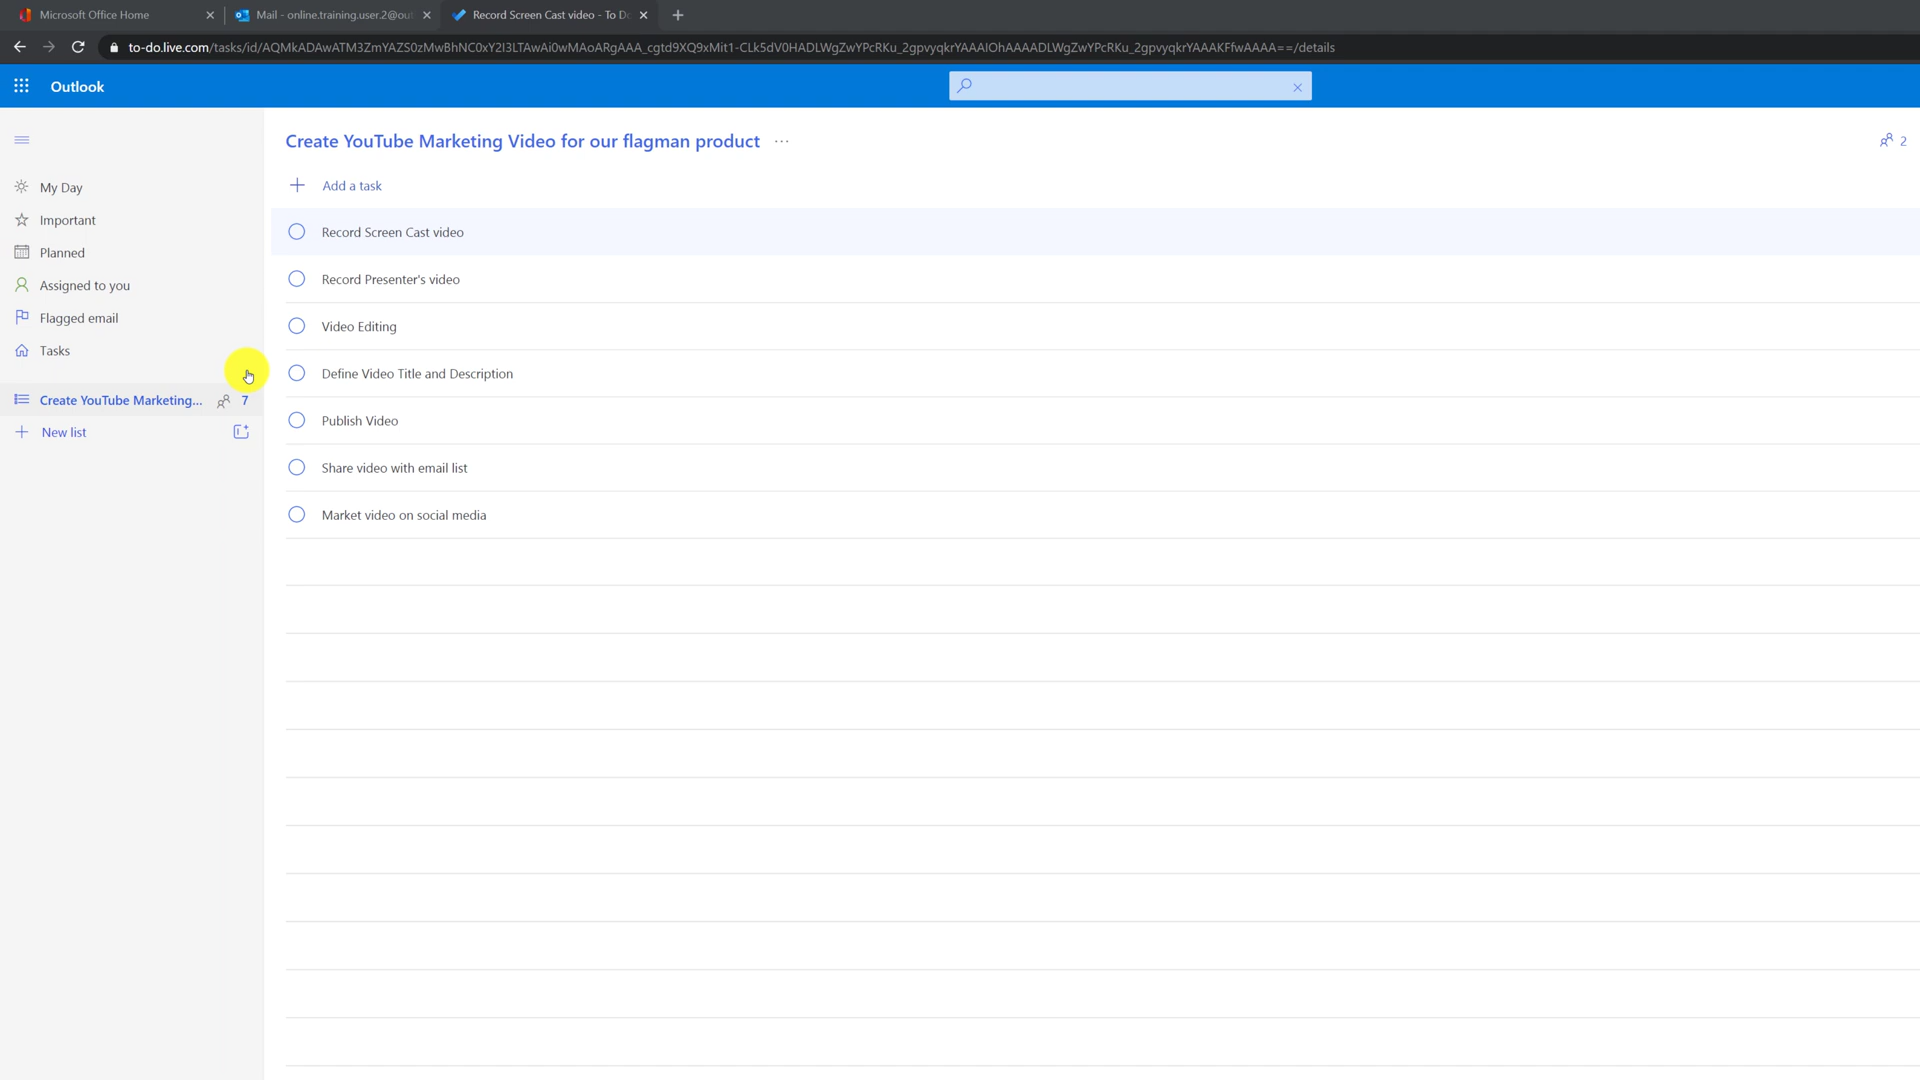 Microsoft Office Home
Mail - online.training.user.2@out
Record Screen Cast video - To Do
to-do.live.com/tasks/id/AQMkADAwATM3ZmYAZS0zMwBhNC0xY2I3LTAwAi0wMAoARgAAA_cgtd9XQ9xMit1-CLk5dV0HADLWgZwYPcRKu_2gpvyqkrYAAAIOhAAAADLWgZwYPcRKu_2gpvyqkrYAAAKFfwAAAA==/details
Outlook
Create YouTube Marketing Video for our flagman product ...
2
Add a task
My Day
Important
Planned
Assigned to you
Flagged email
Tasks
Create YouTube Marketing... 7
New list
Record Screen Cast video
Record Presenter's video
Video Editing
Define Video Title and Description
Publish Video
Share video with email list
Market video on social media